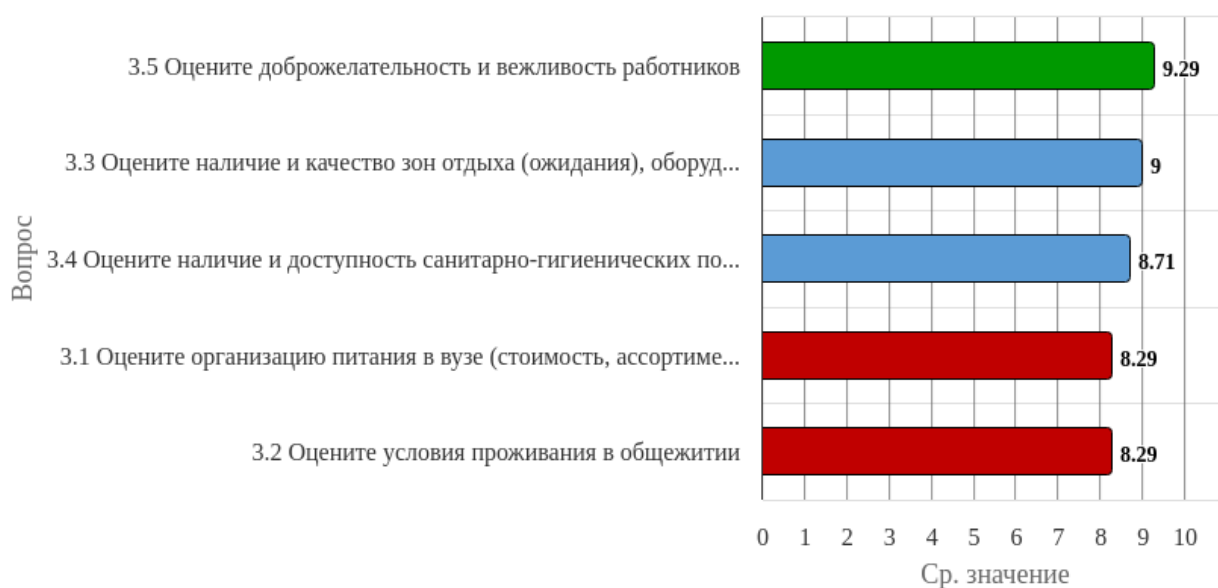 3.5 Оцените доброжелательность и вежливость работников
9.29
3.3 Оцените наличие и качество зон отдыха (ожидания), оборуд...
9
3.4 Оцените наличие и доступность санитарно-гигиенических по...
8.71
3.1 Оцените организацию питания в вузе (стоимость, ассортиме...
8.29
3.2 Оцените условия проживания в общежитии
8.29
Вопрос
0 1 2 3 4 5 6 7 8 9 10
Ср. значение